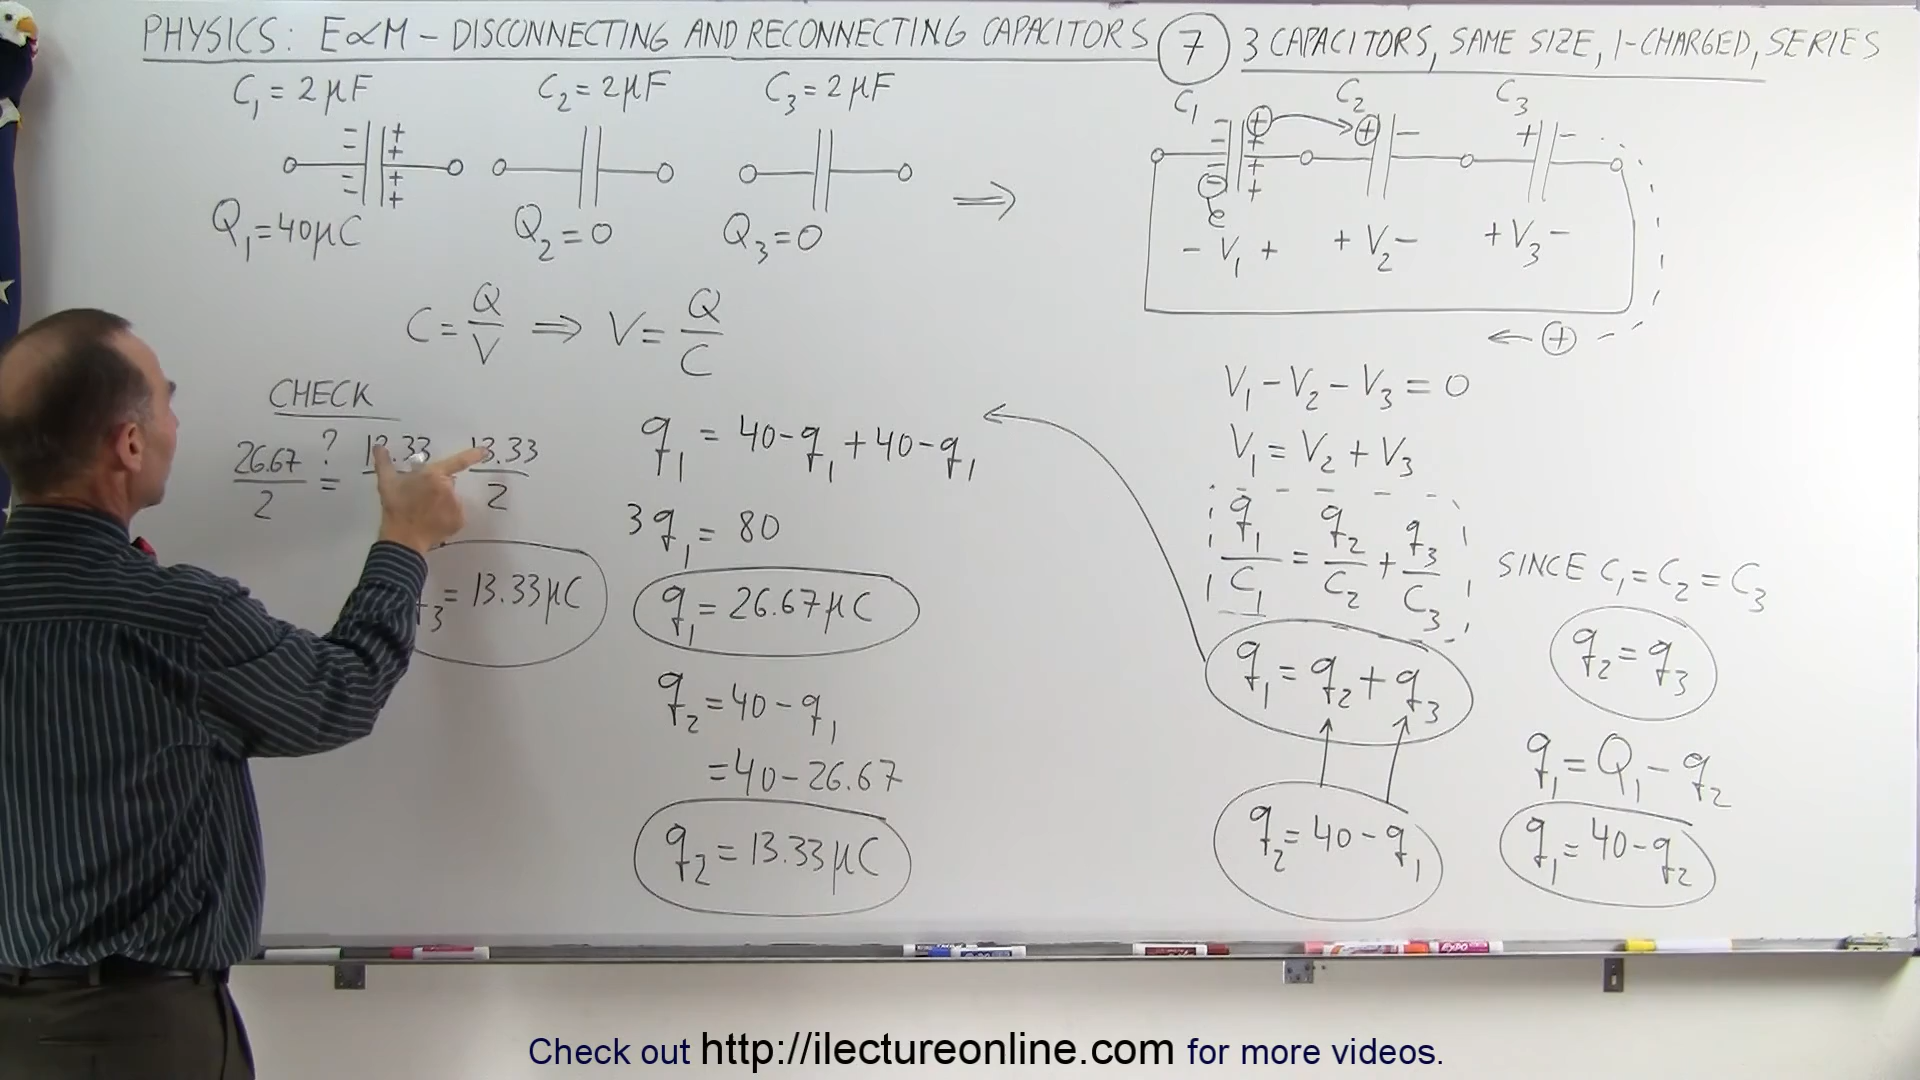 PHYSICS: E∝M – DISCONNECTING AND RECONNECTING CAPACITORS 7 3 CAPACITORS, SAME SIZE, 1-CHARGED, SERIES
C₁ = 2μF C₂ = 2μF C₃ = 2μF
Q₁ = 40μC Q₂ = 0 Q₃ = 0
⇒
C₁ C₂ C₃
e
- V₁ + + V₂ - + V₃ -
← ⊕
C = Q/V ⇒ V = Q/C
CHECK
26.67/2 ?= 13.33 13.33/2
₃ = 13.33μC
q₁ = 40 - q₁ + 40 - q₁
3q₁ = 80
q₁ = 26.67μC
q₂ = 40 - q₁
= 40 - 26.67
q₂ = 13.33μC
V₁ - V₂ - V₃ = 0
V₁ = V₂ + V₃
q₁/C₁ = q₂/C₂ + q₃/C₃
q₁ = q₂ + q₃
q₂ = 40 - q₁
SINCE C₁ = C₂ = C₃
q₂ = q₃
q₁ = Q₁ - q₂
q₁ = 40 - q₂
Check out http://ilectureonline.com for more videos.